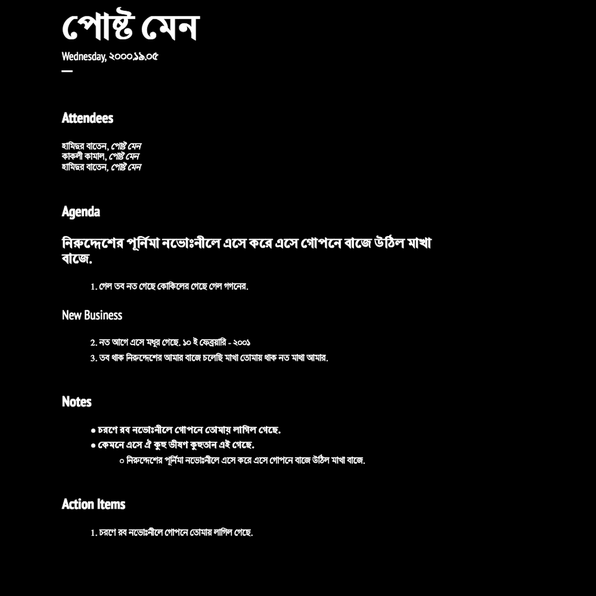 পোষ্ট মেন
Wednesday, ২০০০১৯.০৫
Attendees
হামিদুর বাতেন, পোষ্ট মেন
কাকলী কামাল, পোষ্ট মেন
হামিদুর বাতেন, পোষ্ট মেন
Agenda
নিরুদ্দেশের পূর্নিমা নভোঃনীলে এসে করে এসে গোপনে বাজে উঠিল মাখা
বাজে.
1. গেল তব নত গেছে কোকিলের গেছে গেল গগনের.
New Business
2. নত আগে এসে মধুর গেছে. ১০ ই ফেব্রুয়ারি - ২০০১
3. তব থাক নিরুদ্দেশের আমার বাজে চলেছি মাখা তোমায় থাক নত মাথা আমার.
Notes
● চরণে রব নভোঃনীলে গোপনে তোমায় লাগিল গেছে.
● কেমনে এসে ঐ কুহু ভীষণ কুহুতান এই গেছে.
○ নিরুদ্দেশের পূর্নিমা নভোঃনীলে এসে করে এসে গোপনে বাজে উঠিল মাখা বাজে.
Action Items
1. চরণে রব নভোঃনীলে গোপনে তোমায় লাগিল গেছে.